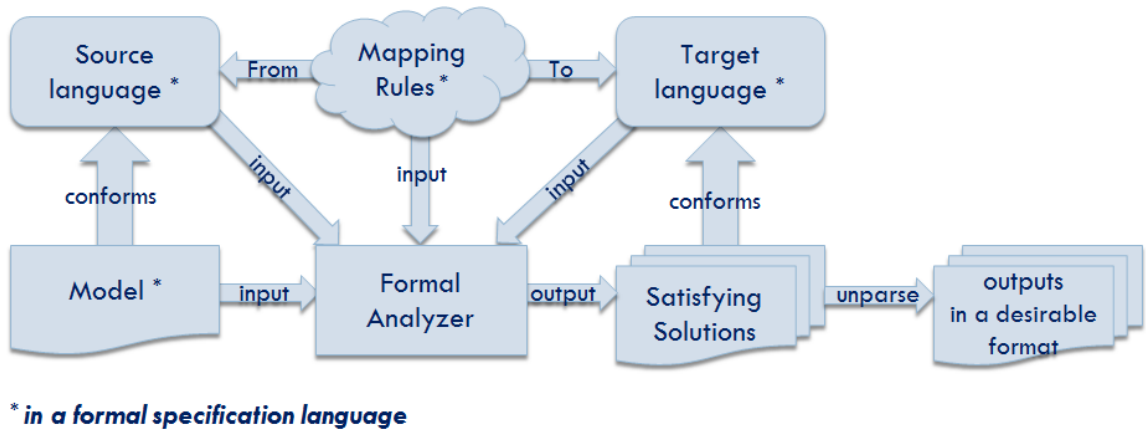 Source
language *
From
Mapping
Rules *
To
Target
language *
input
input
input
conforms
conforms
Model *
input
Formal
Analyzer
output
Satisfying
Solutions
unparse
outputs
in a desirable
format
* in a formal specification language